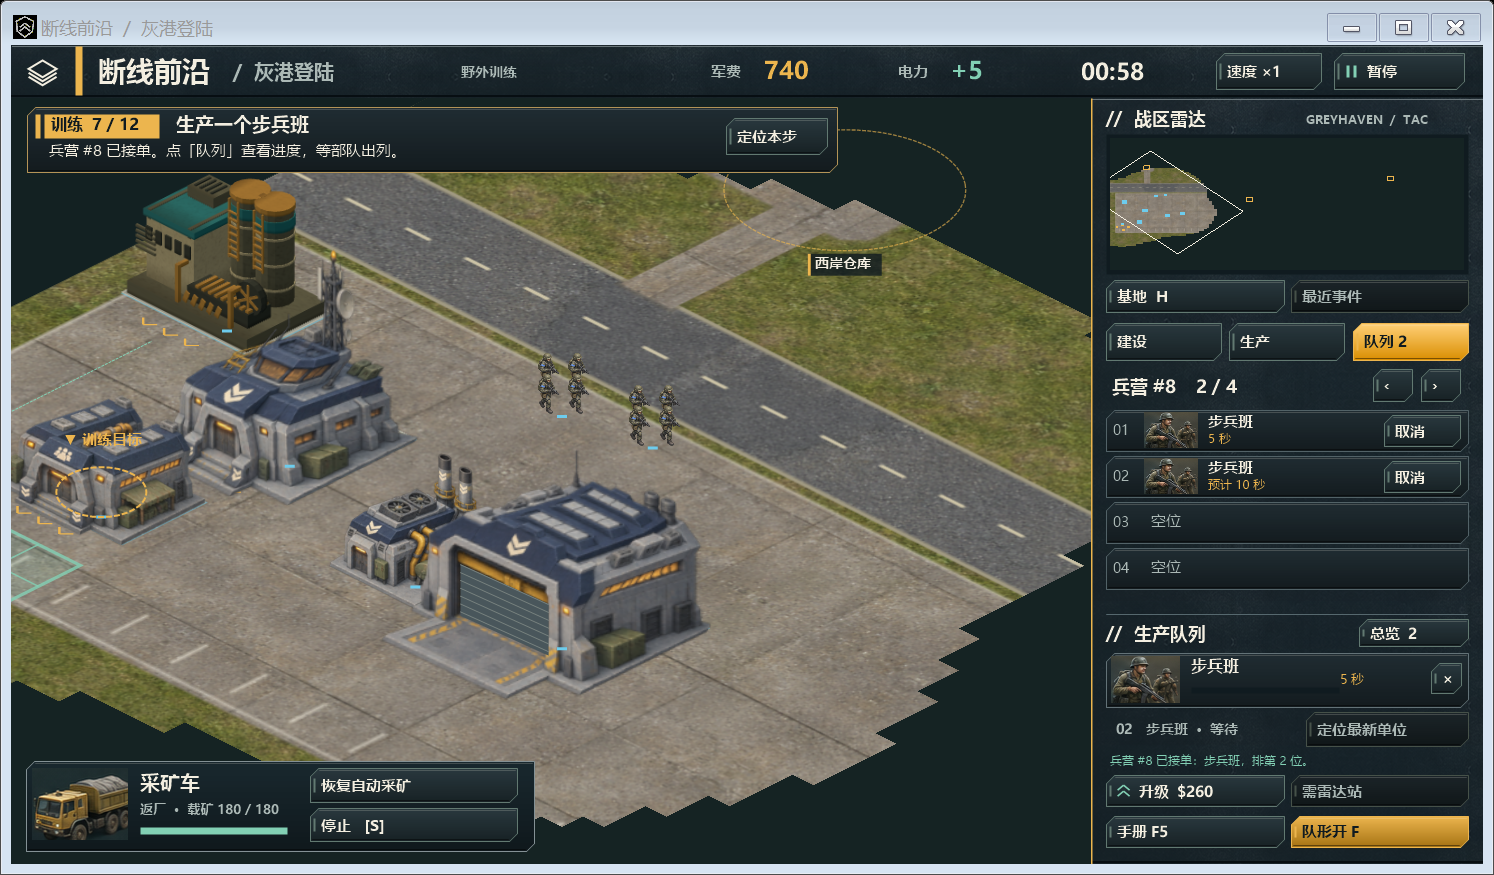 断线前沿 / 灰港登陆
断线前沿 / 灰港登陆
野外训练
军费 740
电力 +5
00:58
速度 ×1
暂停
训练 7 / 12 生产一个步兵班
兵营 #8 已接单。点「队列」查看进度，等部队出列。
定位本步
西岸仓库
训练目标
采矿车
返厂 • 载矿 180 / 180
恢复自动采矿
停止 [S]
// 战区雷达 GREYHAVEN / TAC
基地 H
最近事件
建设
生产
队列 2
兵营 #8 2 / 4
‹ ›
01 步兵班
5 秒
取消
02 步兵班
预计 10 秒
取消
03 空位
04 空位
// 生产队列
总览 2
步兵班
5 秒
×
02 步兵班 • 等待
定位最新单位
兵营 #8 已接单：步兵班，排第 2 位。
升级 $260
需雷达站
手册 F5
队形开 F